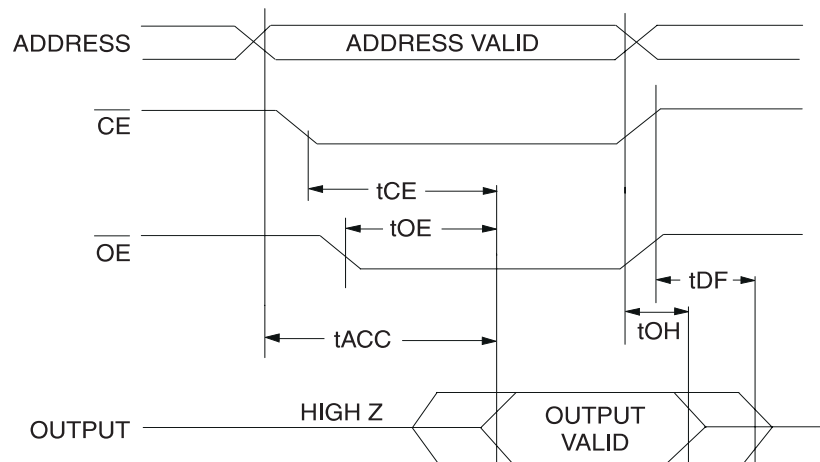 ADDRESS
ADDRESS VALID
CE
tCE
tOE
OE
tDF
tOH
tACC
HIGH Z
OUTPUT
OUTPUT
VALID